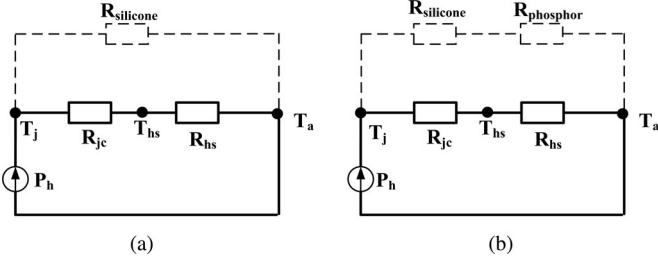 R_silicone
T_j
R_jc
T_hs
R_hs
T_a
P_h
(a)
R_silicone
R_phosphor
T_j
R_jc
T_hs
R_hs
T_a
P_h
(b)